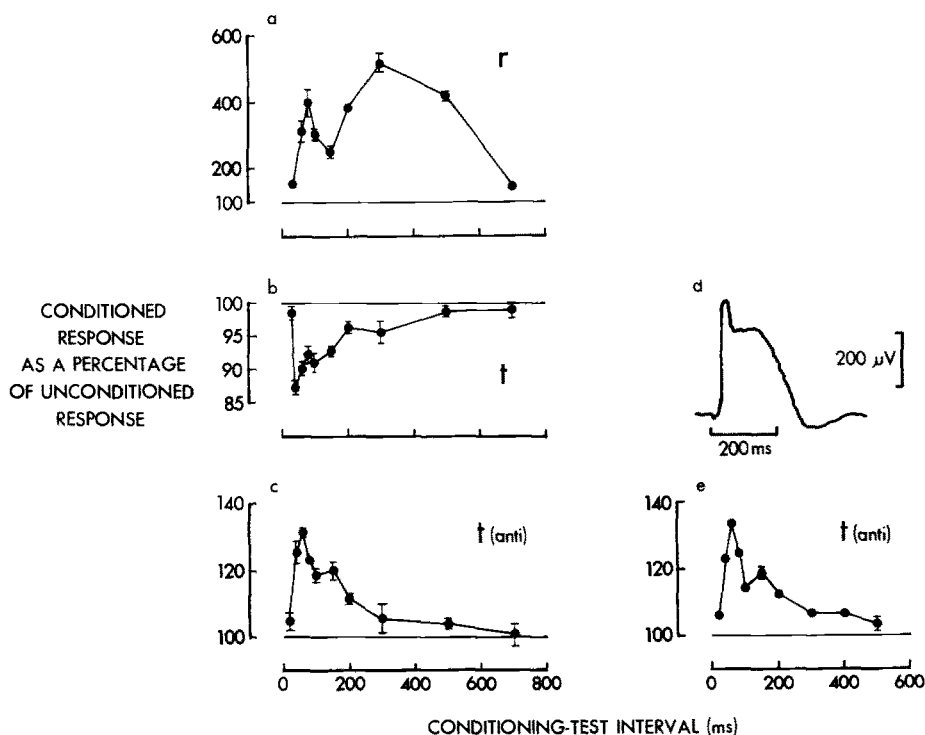 a
600
400
200
100
r
b
100
95
90
85
t
CONDITIONED
RESPONSE
AS A PERCENTAGE
OF UNCONDITIONED
RESPONSE
d
200 μV
200 ms
c
140
120
100
t (anti)
0 200 400 600 800
e
140
120
100
t (anti)
0 200 400 600
CONDITIONING-TEST INTERVAL (ms)